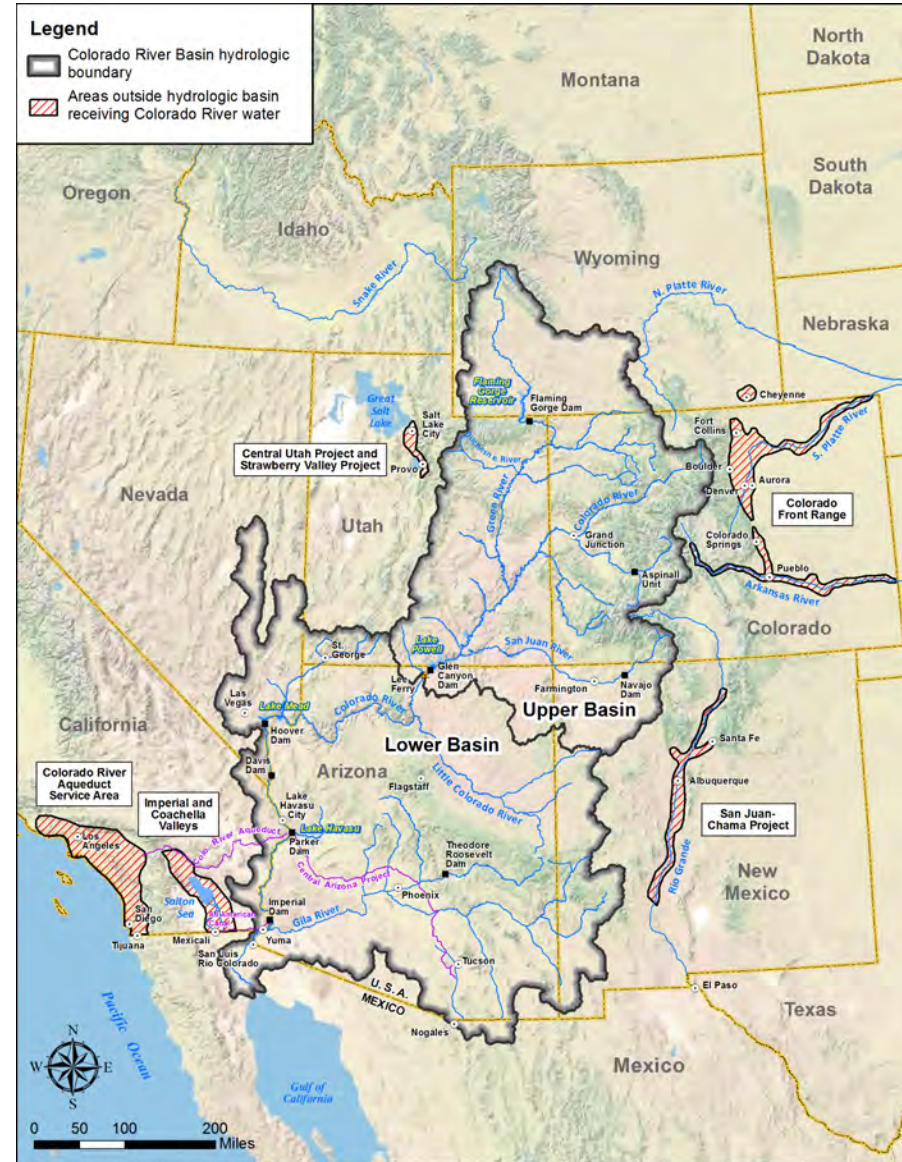 Legend
Colorado River Basin hydrologic
boundary
Areas outside hydrologic basin
receiving Colorado River water
North
Dakota
Montana
South
Dakota
Oregon
Idaho
Wyoming
Snake River
N. Platte River
Nebraska
Flaming
Gorge
Reservoir
Flaming
Gorge Dam
Cheyenne
Great
Salt
Lake
Salt
Lake
City
Fort
Collins
S. Platte River
Central Utah Project and
Strawberry Valley Project
Provo
Boulder
Denver
Aurora
Nevada
Utah
Green River
Colorado River
Grand
Junction
Colorado
Front Range
Colorado
Springs
Aspinall
Unit
Pueblo
Arkansas River
Colorado
St.
George
Lake
Powell
San Juan River
Glen
Canyon
Dam
Lee
Ferry
Farmington
Navajo
Dam
Las
Vegas
Lake Mead
Colorado River
Upper Basin
California
Hoover
Dam
Lower Basin
Santa Fe
Davis
Dam
Arizona
Colorado River
Aqueduct
Service Area
Imperial and
Coachella
Valleys
Lake
Havasu
City
Flagstaff
Little Colorado River
Albuquerque
San Juan-
Chama Project
Los
Angeles
Colo. River Aqueduct
Lake Havasu
Parker
Dam
Theodore
Roosevelt
Dam
Rio Grande
New
Mexico
Central Arizona Project
Phoenix
Salton
Sea
San
Diego
Imperial
Dam
Gila River
Tijuana
Mexicali
Yuma
San Luis
Rio Colorado
Tucson
U. S. A.
MEXICO
El Paso
Texas
Nogales
Pacific Ocean
Mexico
Gulf of
California
N
W
E
S
0
50
100
200
Miles